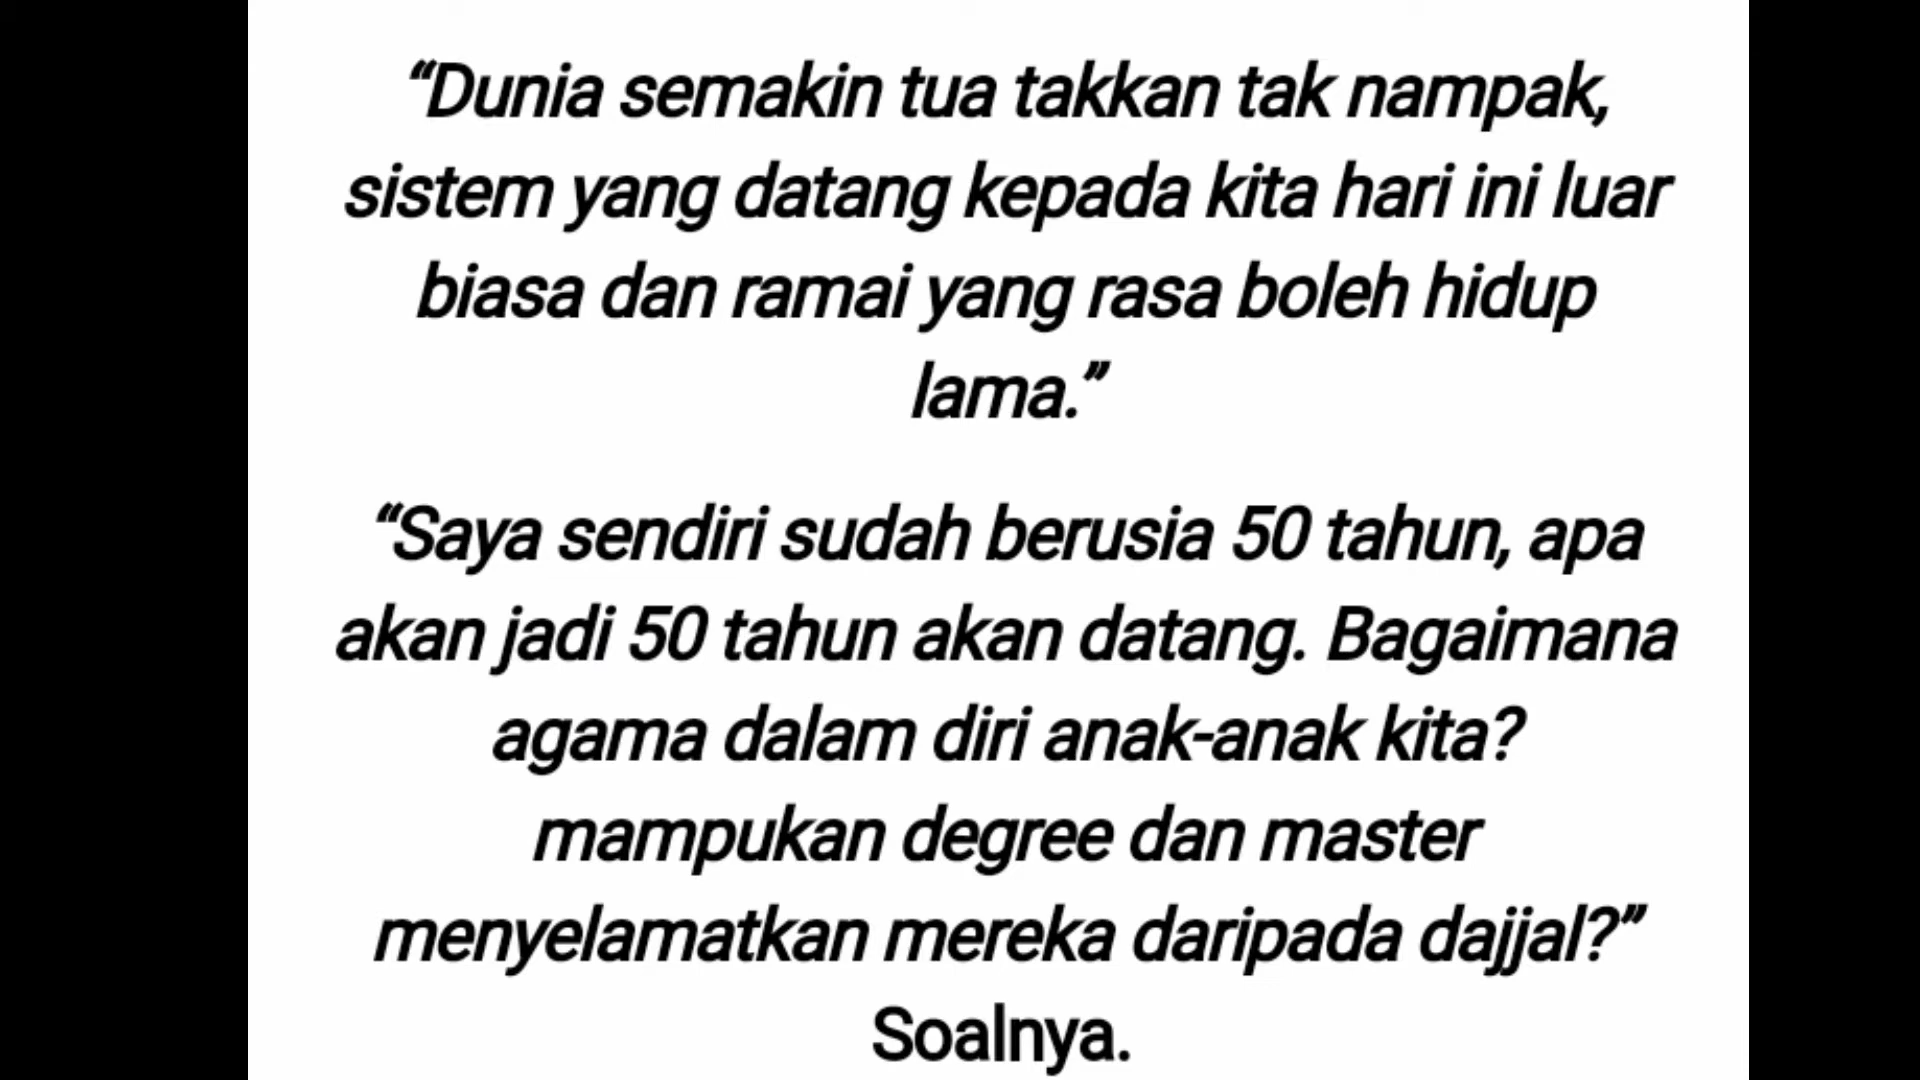 “Dunia semakin tua takkan tak nampak,
sistem yang datang kepada kita hari ini luar
biasa dan ramai yang rasa boleh hidup
lama.”
“Saya sendiri sudah berusia 50 tahun, apa
akan jadi 50 tahun akan datang. Bagaimana
agama dalam diri anak-anak kita?
mampukan degree dan master
menyelamatkan mereka daripada dajjal?”
Soalnya.